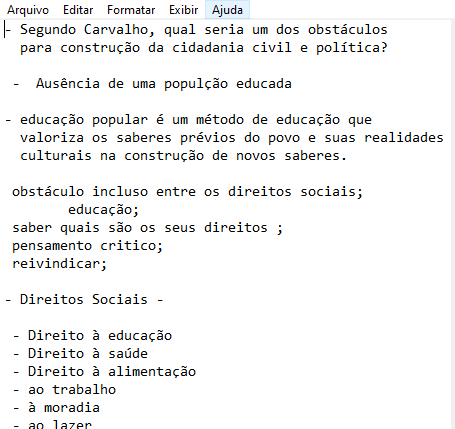 Arquivo Editar Formatar Exibir Ajuda
- Segundo Carvalho, qual seria um dos obstáculos
para construção da cidadania civil e política?
- Ausência de uma populção educada
- educação popular é um método de educação que
valoriza os saberes prévios do povo e suas realidades
culturais na construção de novos saberes.
obstáculo incluso entre os direitos sociais;
educação;
saber quais são os seus direitos ;
pensamento critico;
reivindicar;
- Direitos Sociais -
- Direito à educação
- Direito à saúde
- Direito à alimentação
- ao trabalho
- à moradia
- ao lazer